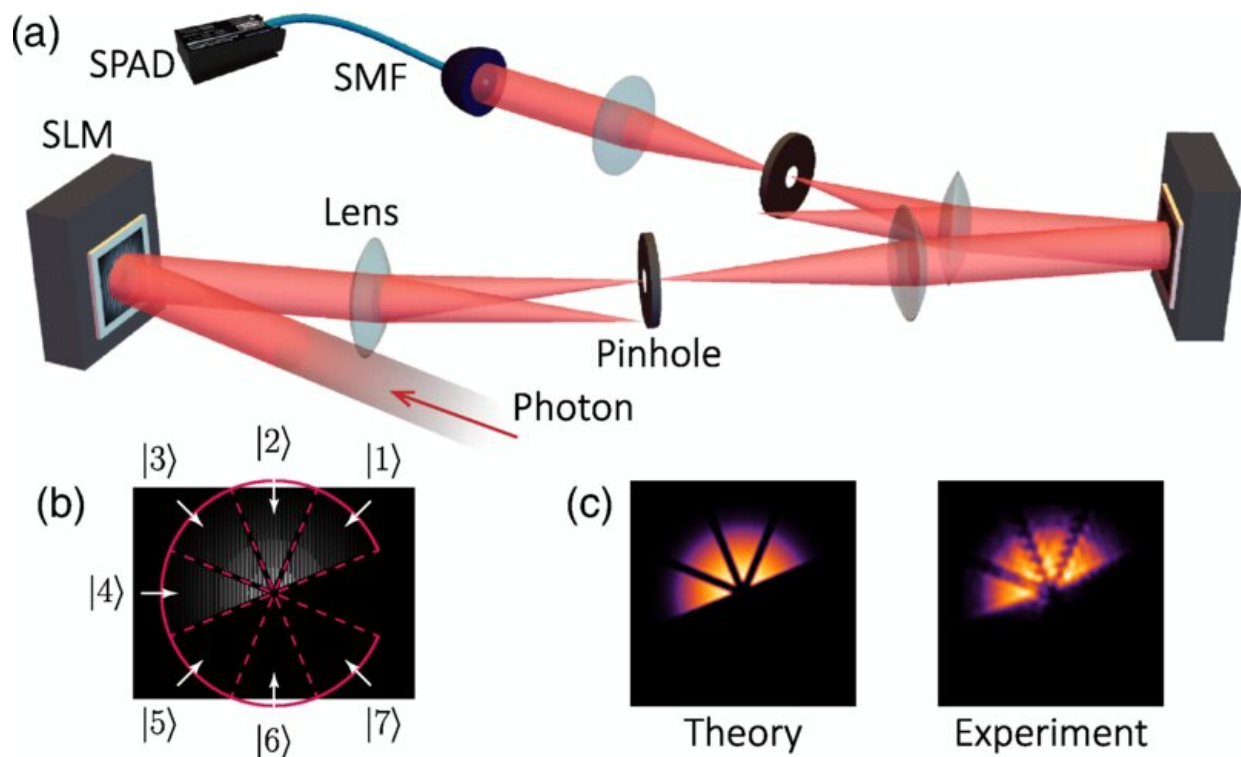 (a)
SPAD
SMF
SLM
Lens
Pinhole
Photon
(b)
|3⟩
|2⟩
|1⟩
|4⟩
|5⟩
|6⟩
|7⟩
(c)
Theory
Experiment